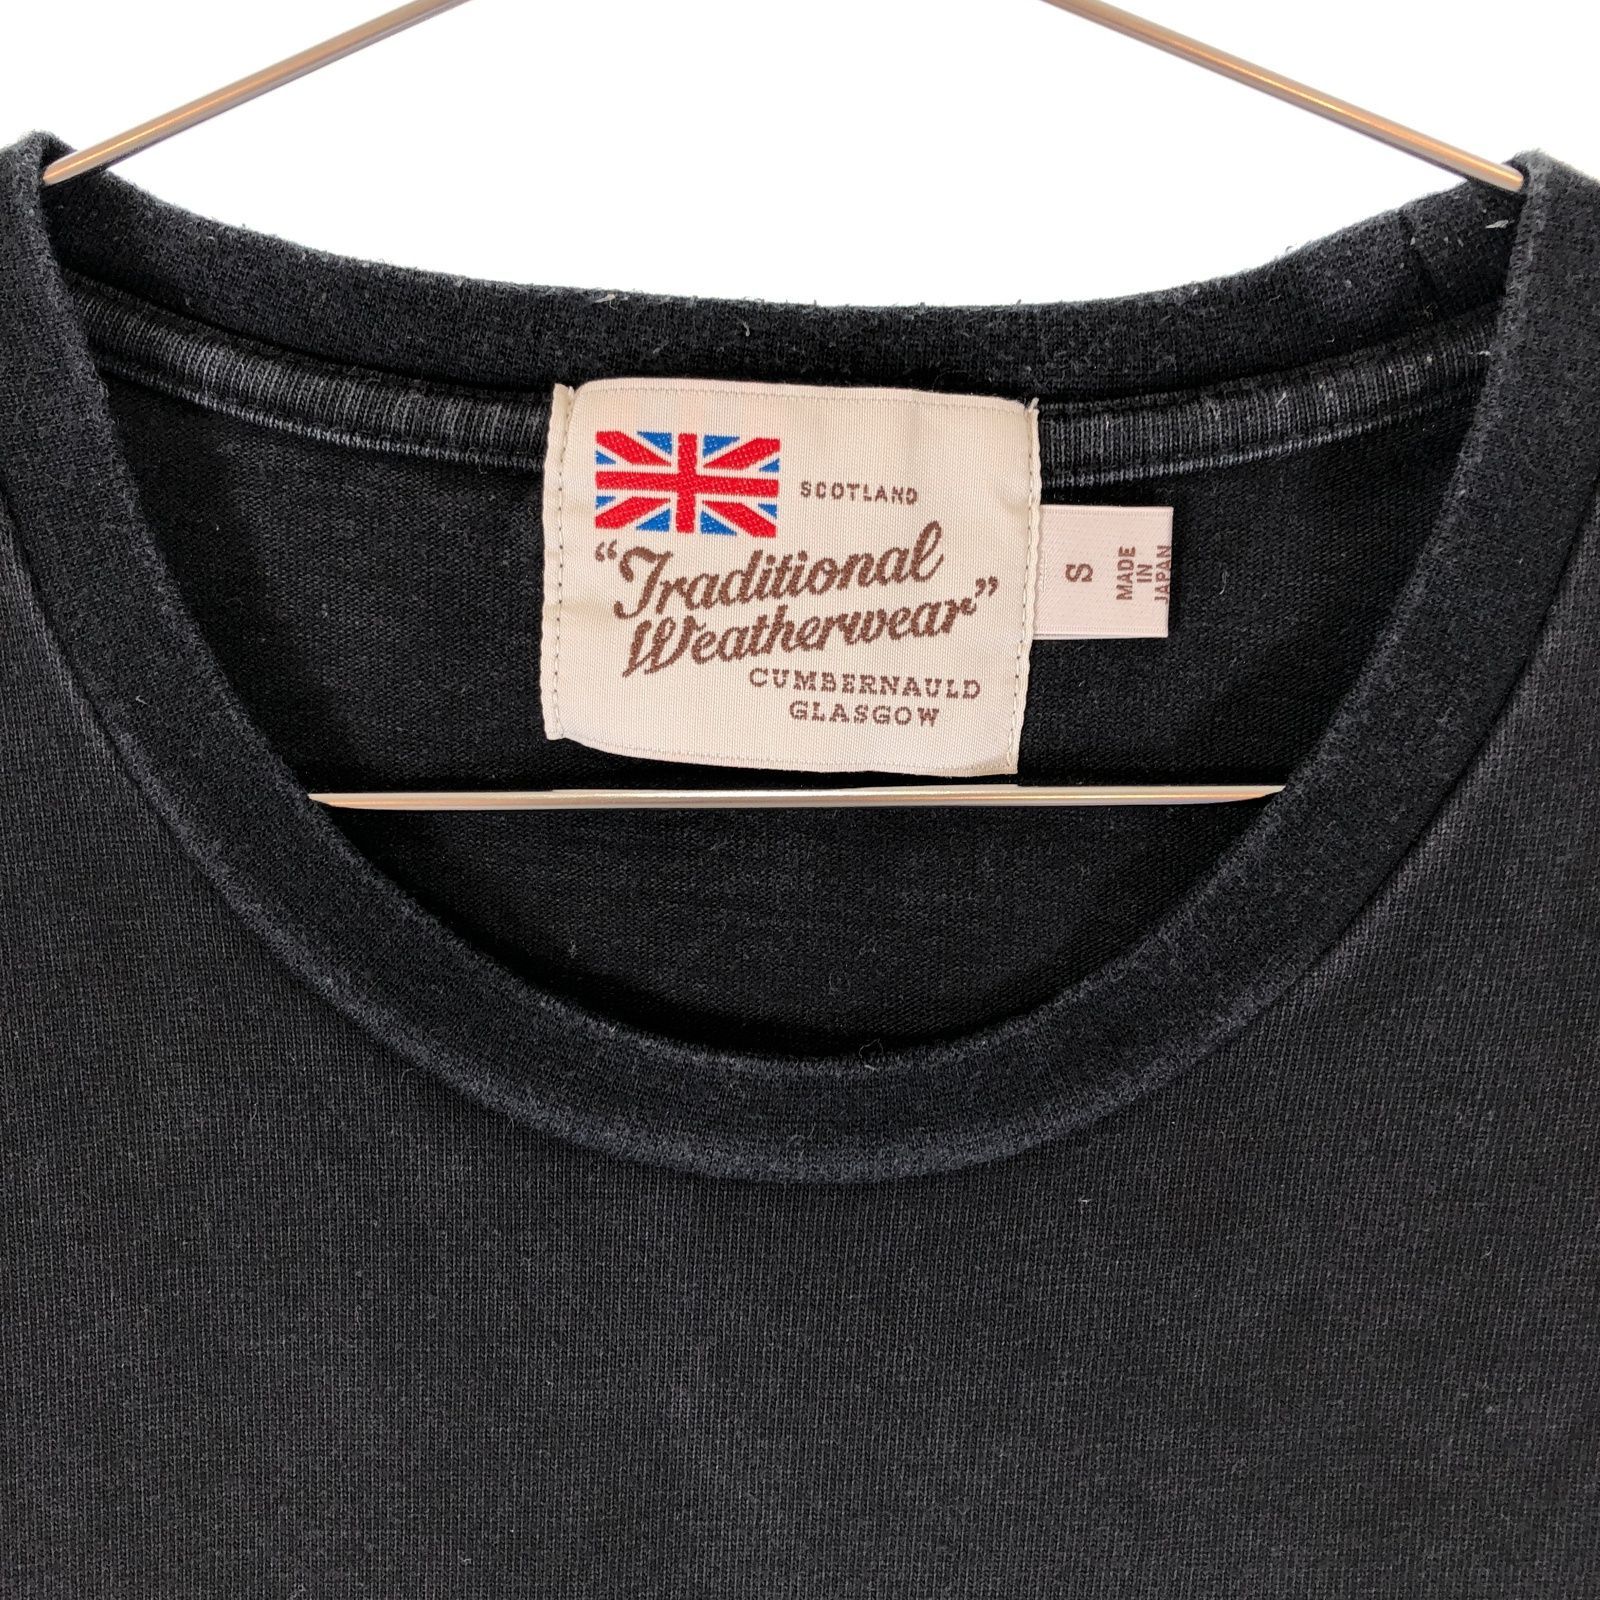 SCOTLAND
"Traditional
Weatherwear"
CUMBERNAULD
GLASGOW
S
MADE
IN
JAPAN